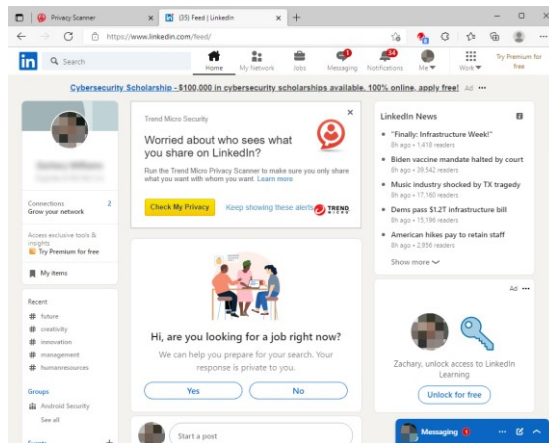 Privacy Scanner
(35) Feed | LinkedIn
https://www.linkedin.com/feed/
in
Search
Home
My Network
Jobs
Messaging
Notifications
34
Me
Work
Try Premium for
free
Cybersecurity Scholarship - $100,000 in cybersecurity scholarships available. 100% online, apply free! Ad
Connections 2
Grow your network
Access exclusive tools &
insights
Try Premium for free
My items
Recent
# future
# creativity
# innovation
# management
# humanresources
Groups
Android Security
See all
Events +
Trend Micro Security
Worried about who sees what
you share on LinkedIn?
Run the Trend Micro Privacy Scanner to make sure you only share
what you want with whom you want. Learn more
Check My Privacy
Keep showing these alerts
TREND
MICRO
Hi, are you looking for a job right now?
We can help you prepare for your search. Your
response is private to you.
Yes
No
Start a post
LinkedIn News
"Finally: Infrastructure Week!"
8h ago • 1,418 readers
Biden vaccine mandate halted by court
8h ago • 39,542 readers
Music industry shocked by TX tragedy
8h ago • 17,160 readers
Dems pass $1.2T infrastructure bill
8h ago • 15,196 readers
American hikes pay to retain staff
8h ago • 2,956 readers
Show more
Ad
Zachary, unlock access to LinkedIn
Learning
Unlock for free
Messaging 1